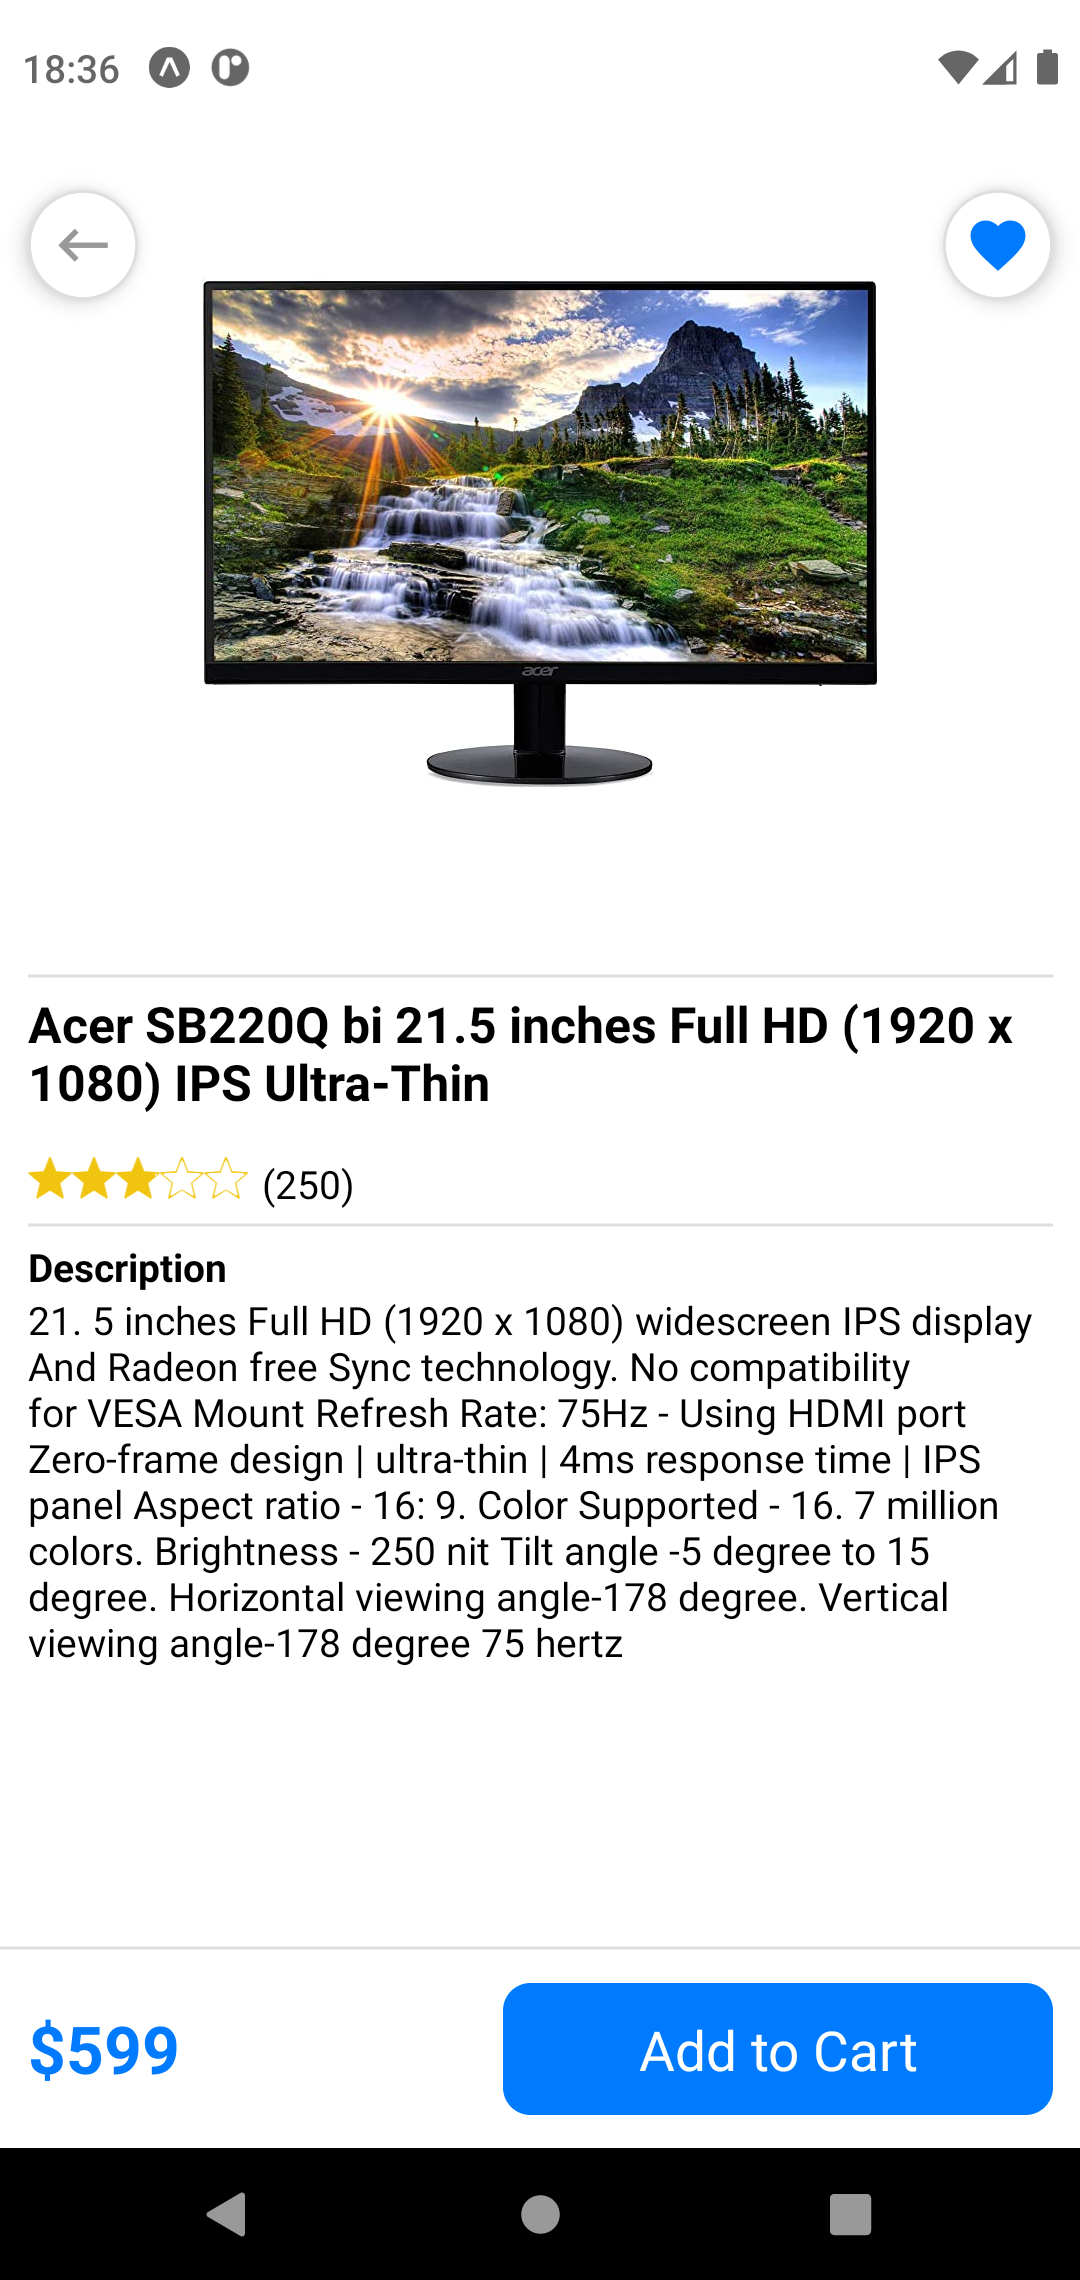 18:36
acer
Acer SB220Q bi 21.5 inches Full HD (1920 x
1080) IPS Ultra-Thin
(250)
Description
21. 5 inches Full HD (1920 x 1080) widescreen IPS display
And Radeon free Sync technology. No compatibility
for VESA Mount Refresh Rate: 75Hz - Using HDMI port
Zero-frame design | ultra-thin | 4ms response time | IPS
panel Aspect ratio - 16: 9. Color Supported - 16. 7 million
colors. Brightness - 250 nit Tilt angle -5 degree to 15
degree. Horizontal viewing angle-178 degree. Vertical
viewing angle-178 degree 75 hertz
$599
Add to Cart